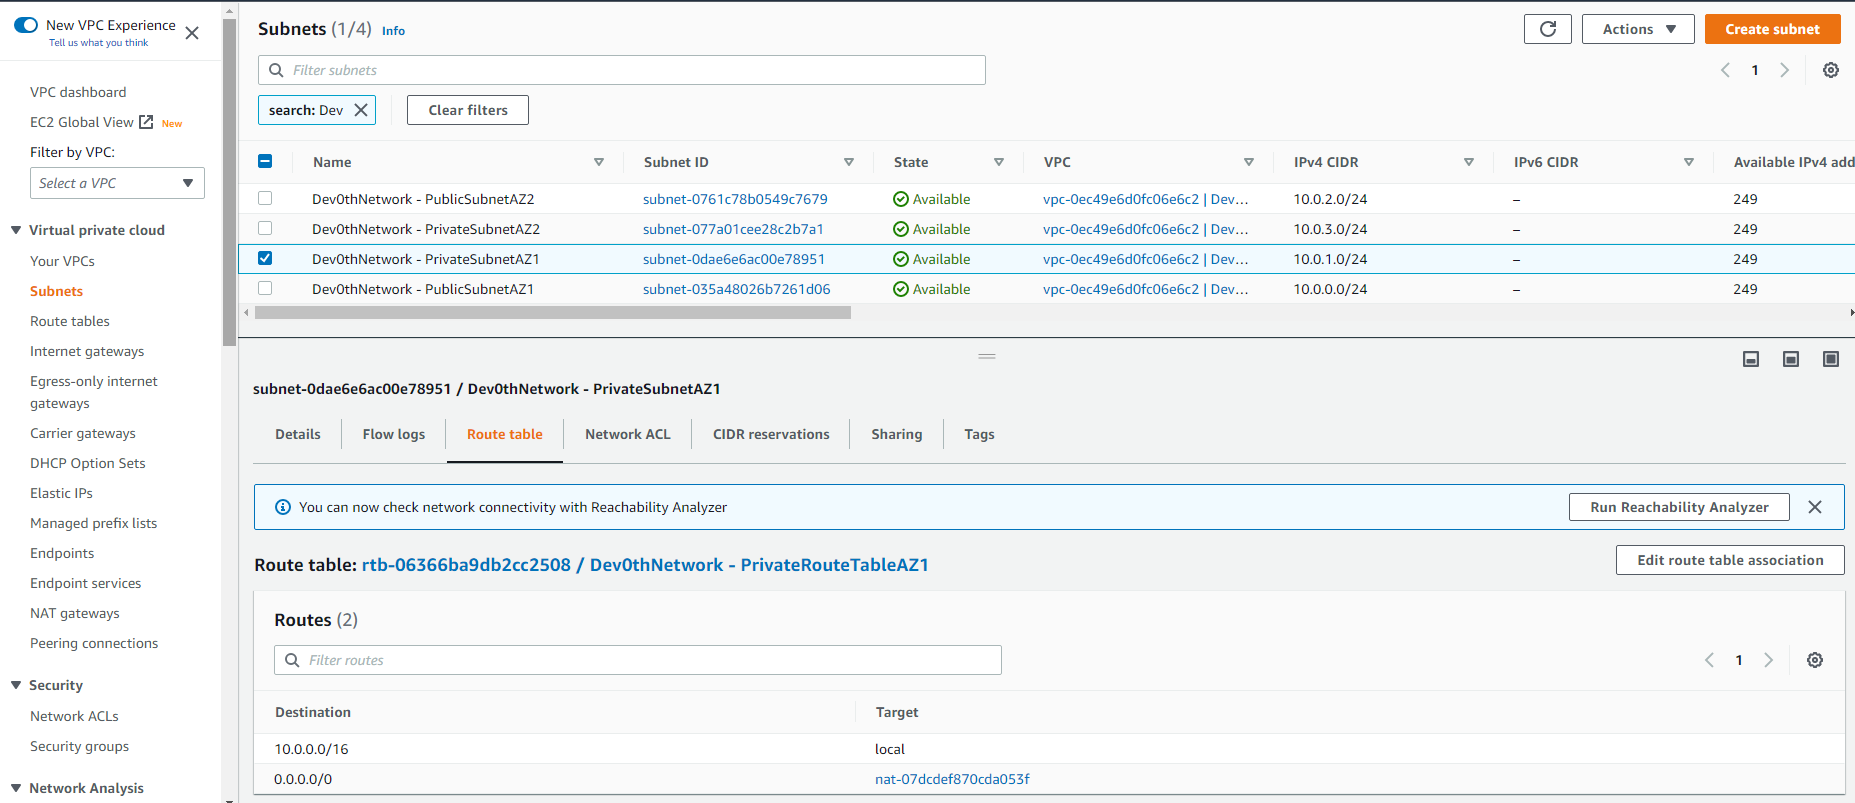 New VPC Experience
Tell us what you think
VPC dashboard
EC2 Global View New
Filter by VPC:
Select a VPC
Virtual private cloud
Your VPCs
Subnets
Route tables
Internet gateways
Egress-only internet
gateways
Carrier gateways
DHCP Option Sets
Elastic IPs
Managed prefix lists
Endpoints
Endpoint services
NAT gateways
Peering connections
Security
Network ACLs
Security groups
Network Analysis
Subnets (1/4) Info
Actions
Create subnet
Filter subnets
1
search: Dev
Clear filters
Name Subnet ID State VPC IPv4 CIDR IPv6 CIDR Available IPv4 add
Dev0thNetwork - PublicSubnetAZ2 subnet-0761c78b0549c7679 Available vpc-0ec49e6d0fc06e6c2 | Dev... 10.0.2.0/24 – 249
Dev0thNetwork - PrivateSubnetAZ2 subnet-077a01cee28c2b7a1 Available vpc-0ec49e6d0fc06e6c2 | Dev... 10.0.3.0/24 – 249
Dev0thNetwork - PrivateSubnetAZ1 subnet-0dae6e6ac00e78951 Available vpc-0ec49e6d0fc06e6c2 | Dev... 10.0.1.0/24 – 249
Dev0thNetwork - PublicSubnetAZ1 subnet-035a48026b7261d06 Available vpc-0ec49e6d0fc06e6c2 | Dev... 10.0.0.0/24 – 249
subnet-0dae6e6ac00e78951 / Dev0thNetwork - PrivateSubnetAZ1
Details Flow logs Route table Network ACL CIDR reservations Sharing Tags
You can now check network connectivity with Reachability Analyzer
Run Reachability Analyzer
Route table: rtb-06366ba9db2cc2508 / Dev0thNetwork - PrivateRouteTableAZ1
Edit route table association
Routes (2)
Filter routes
1
Destination Target
10.0.0.0/16 local
0.0.0.0/0 nat-07dcdef870cda053f